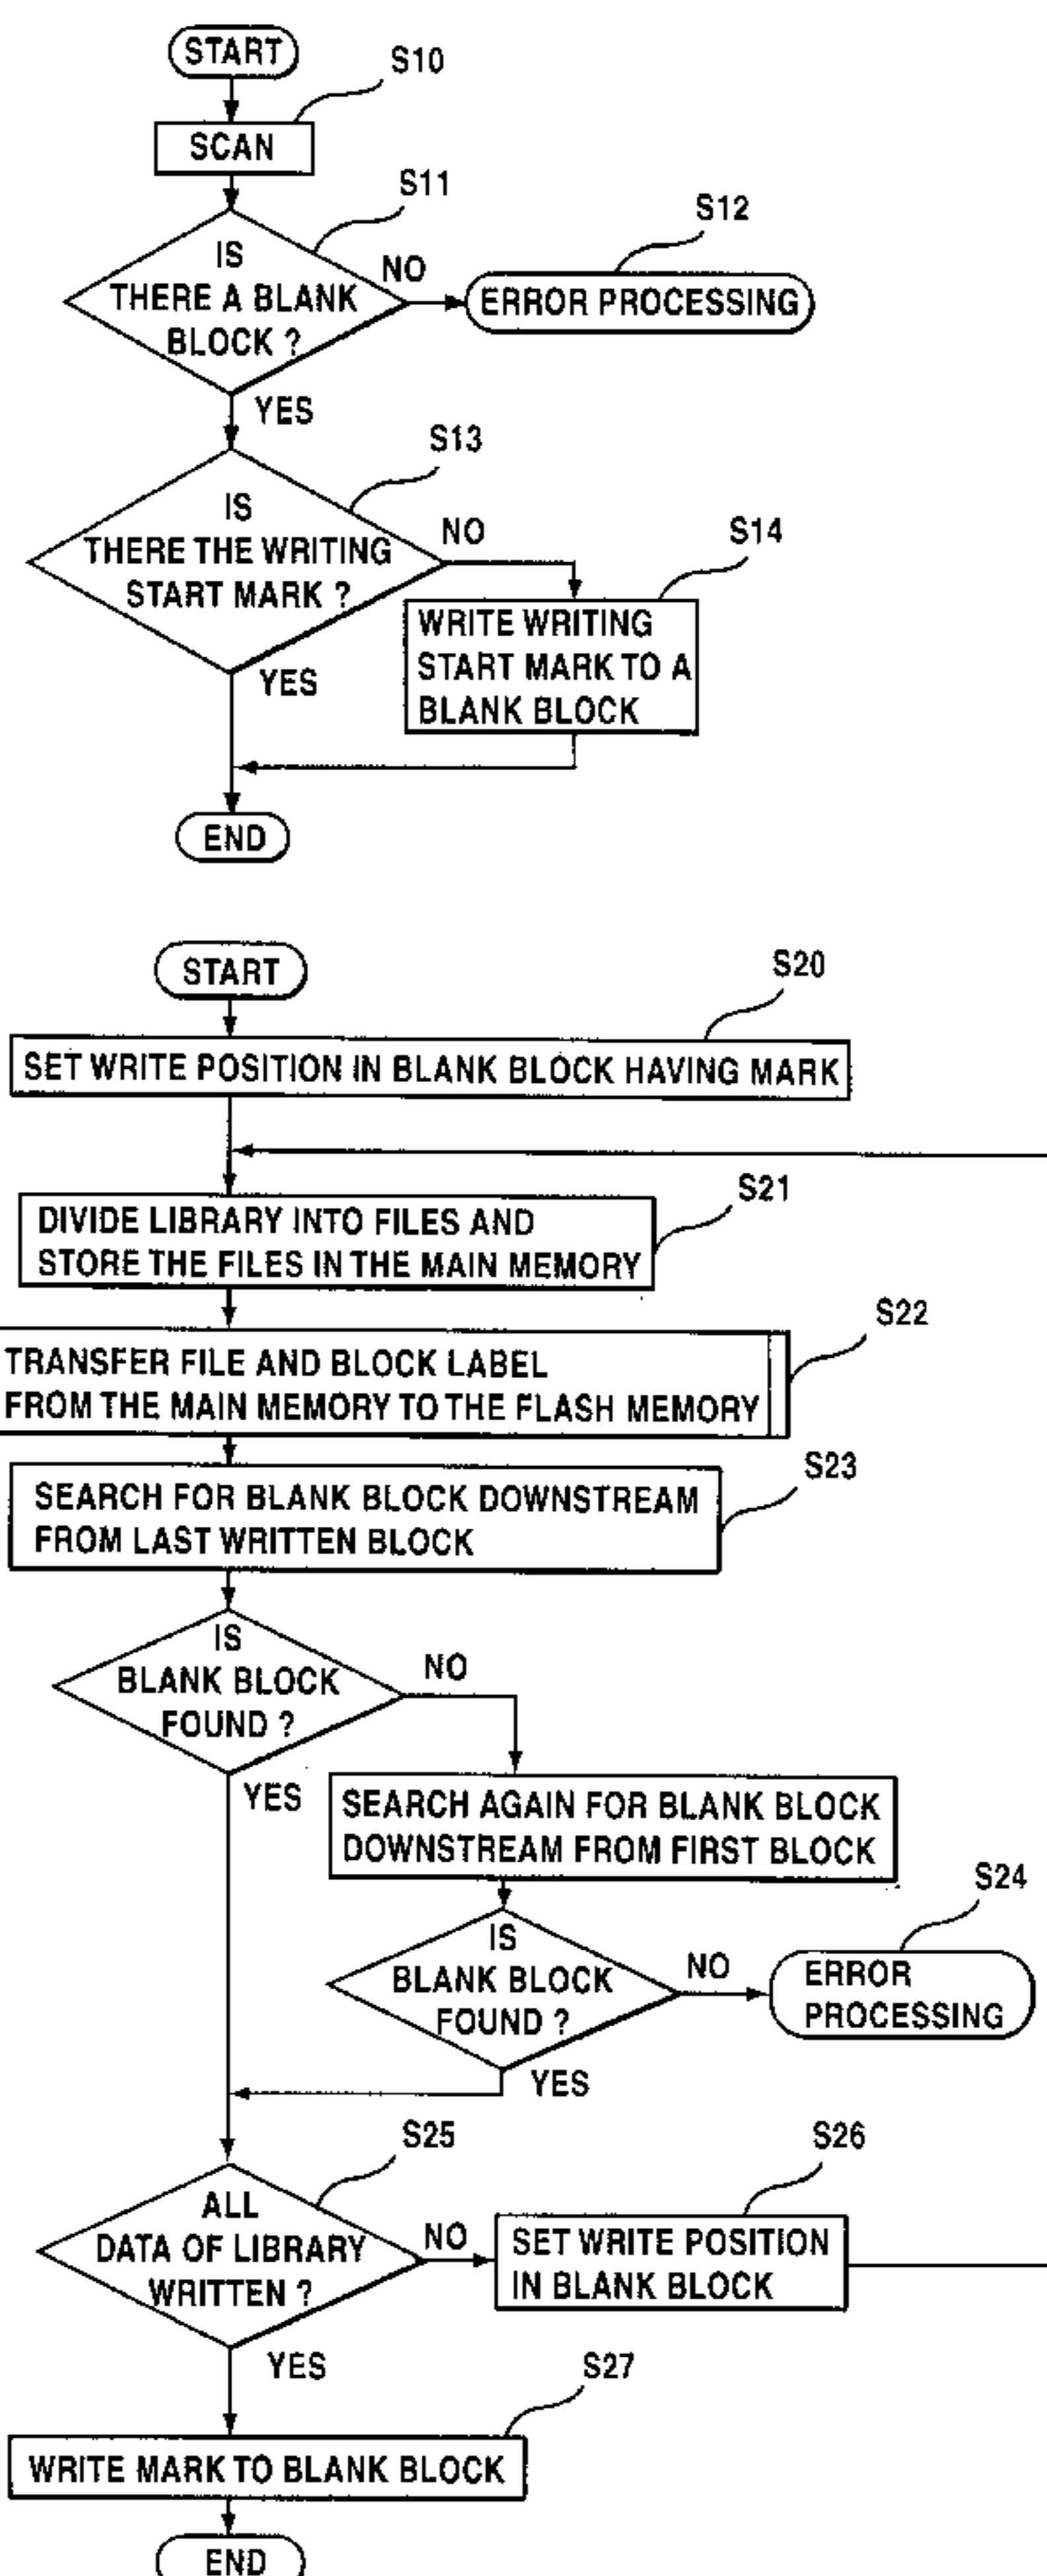 START
S10
SCAN
S11
IS
THERE A BLANK
BLOCK ?
NO
S12
ERROR PROCESSING
YES
S13
IS
THERE THE WRITING
START MARK ?
NO
S14
WRITE WRITING
START MARK TO A
BLANK BLOCK
YES
END
START
S20
SET WRITE POSITION IN BLANK BLOCK HAVING MARK
S21
DIVIDE LIBRARY INTO FILES AND
STORE THE FILES IN THE MAIN MEMORY
S22
TRANSFER FILE AND BLOCK LABEL
FROM THE MAIN MEMORY TO THE FLASH MEMORY
S23
SEARCH FOR BLANK BLOCK DOWNSTREAM
FROM LAST WRITTEN BLOCK
IS
BLANK BLOCK
FOUND ?
NO
YES
SEARCH AGAIN FOR BLANK BLOCK
DOWNSTREAM FROM FIRST BLOCK
S24
IS
BLANK BLOCK
FOUND ?
NO
ERROR
PROCESSING
YES
S25
ALL
DATA OF LIBRARY
WRITTEN ?
NO
S26
SET WRITE POSITION
IN BLANK BLOCK
YES
S27
WRITE MARK TO BLANK BLOCK
END